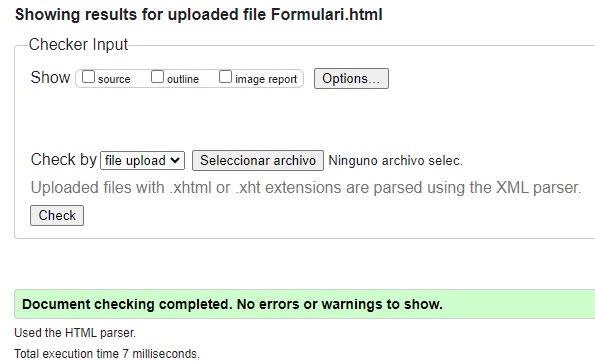 Showing results for uploaded file Formulari.html
Checker Input
Show source outline image report Options...
Check by file upload Seleccionar archivo Ninguno archivo selec.
Uploaded files with .xhtml or .xht extensions are parsed using the XML parser.
Check
Document checking completed. No errors or warnings to show.
Used the HTML parser.
Total execution time 7 milliseconds.